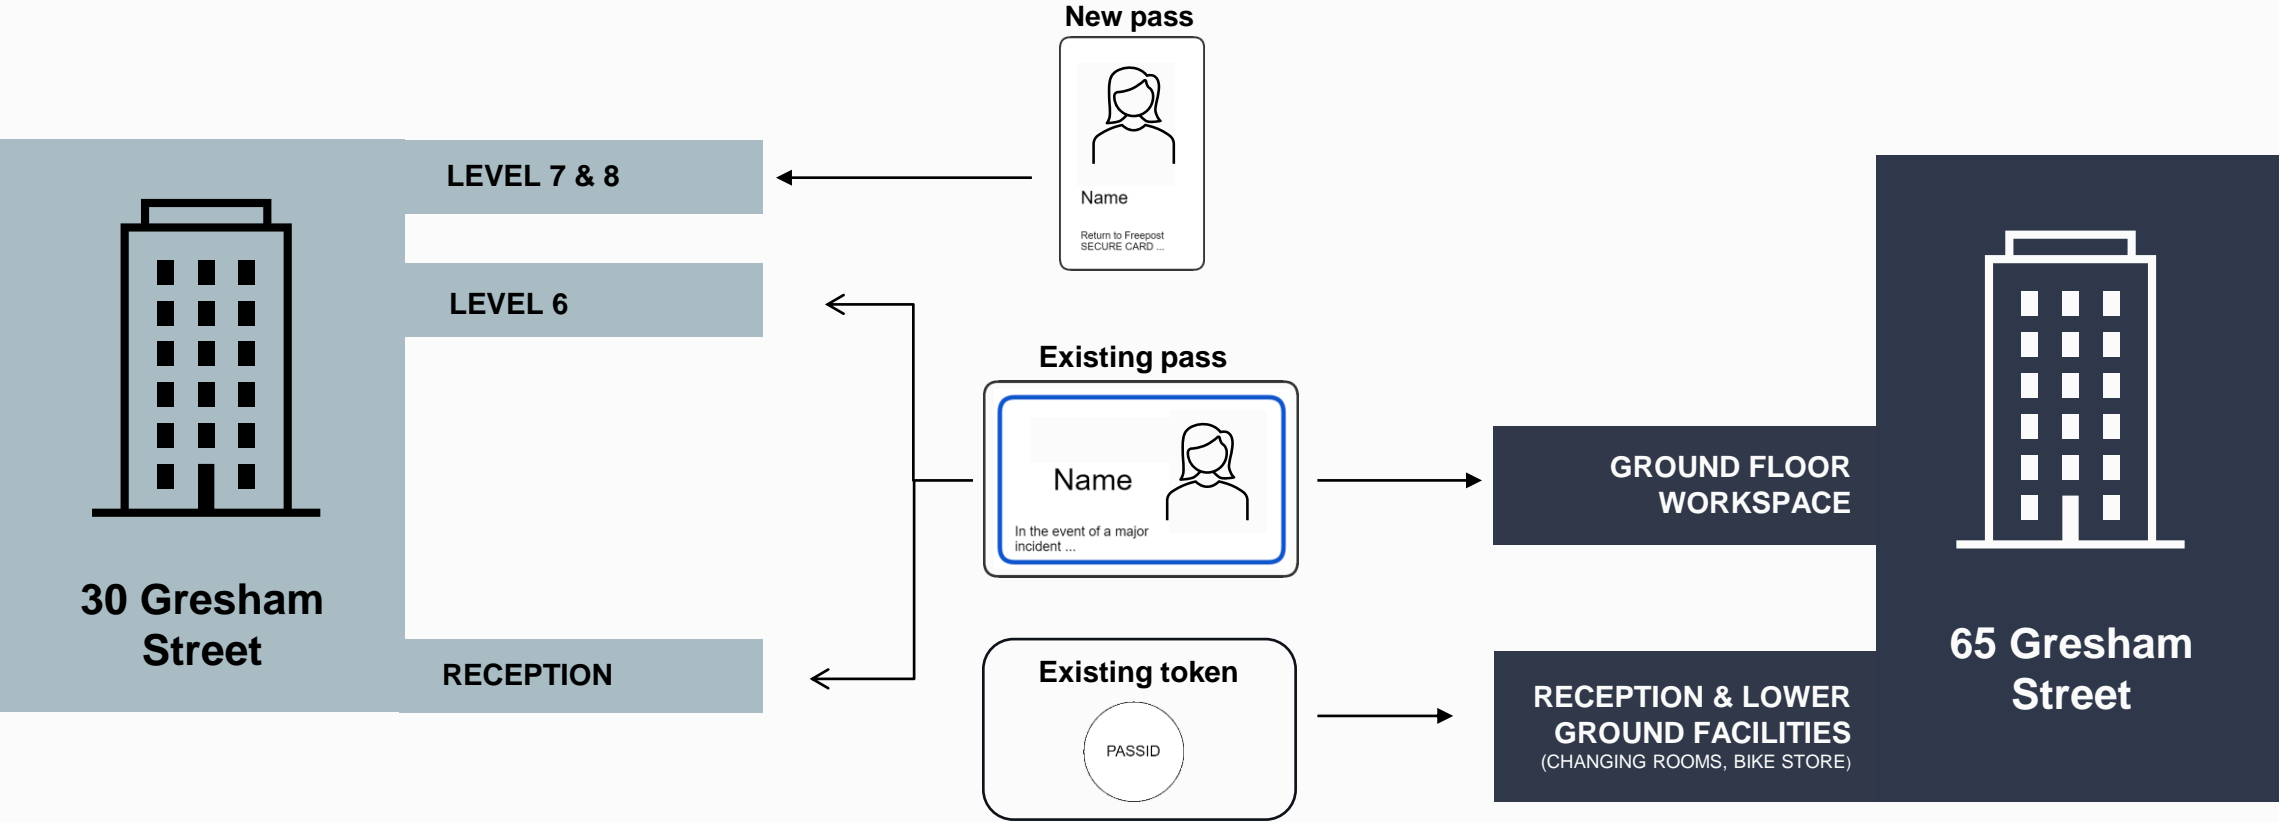 New pass
Name
Return to Freepost
SECURE CARD ...
LEVEL 7 & 8
LEVEL 6
RECEPTION
30 Gresham
Street
Existing pass
Name
In the event of a major
incident ...
Existing token
PASSID
GROUND FLOOR
WORKSPACE
RECEPTION & LOWER
GROUND FACILITIES
(CHANGING ROOMS, BIKE STORE)
65 Gresham
Street